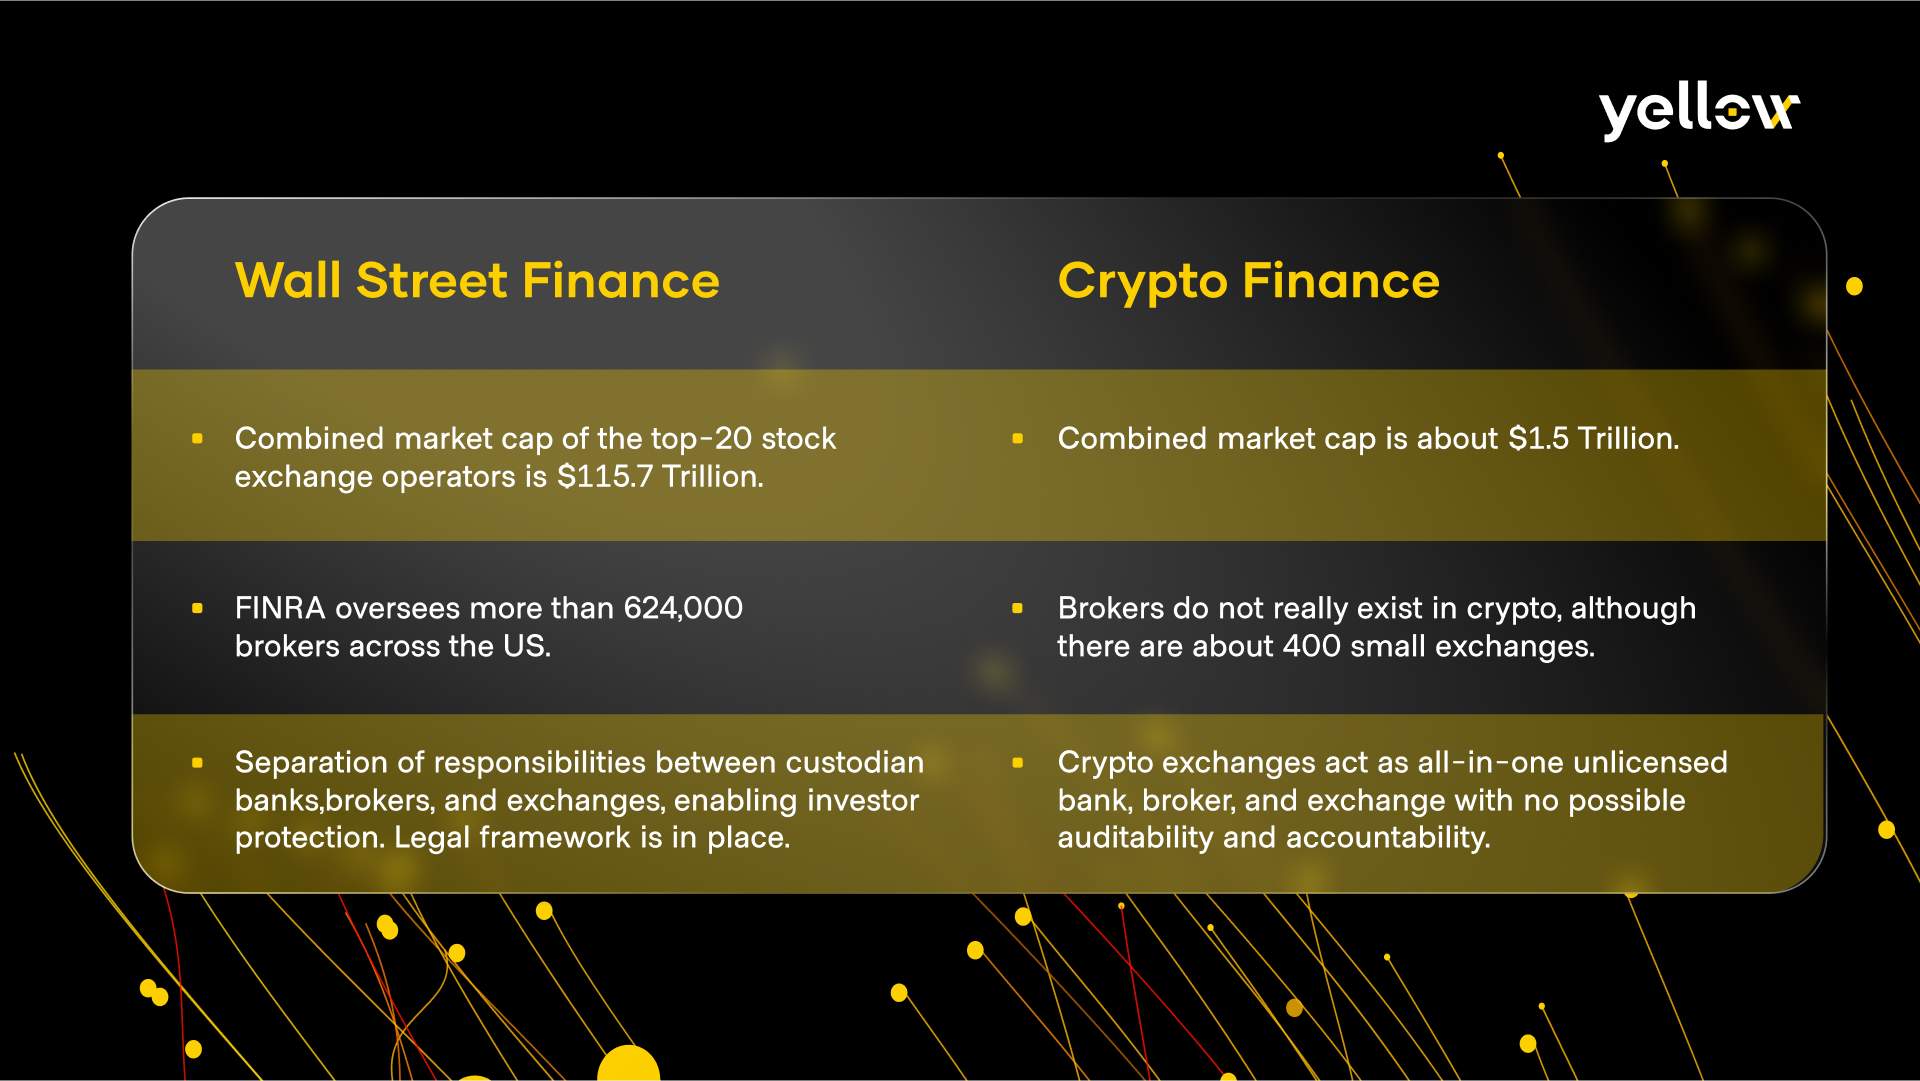 yellow
Wall Street Finance
Crypto Finance
Combined market cap of the top-20 stock
exchange operators is $115.7 Trillion.
Combined market cap is about $1.5 Trillion.
FINRA oversees more than 624,000
brokers across the US.
Brokers do not really exist in crypto, although
there are about 400 small exchanges.
Separation of responsibilities between custodian
banks,brokers, and exchanges, enabling investor
protection. Legal framework is in place.
Crypto exchanges act as all-in-one unlicensed
bank, broker, and exchange with no possible
auditability and accountability.